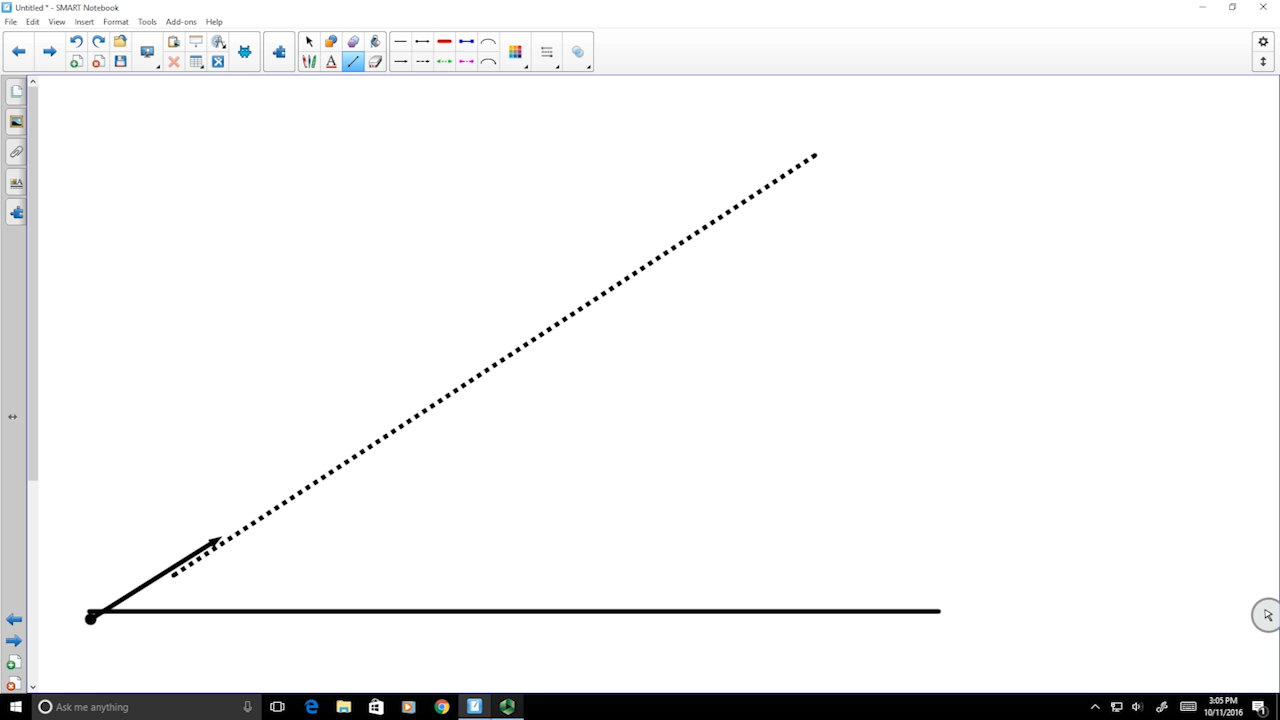 Untitled * - SMART Notebook
File Edit View Insert Format Tools Add-ons Help
Ask me anything
3:05 PM
10/11/2016